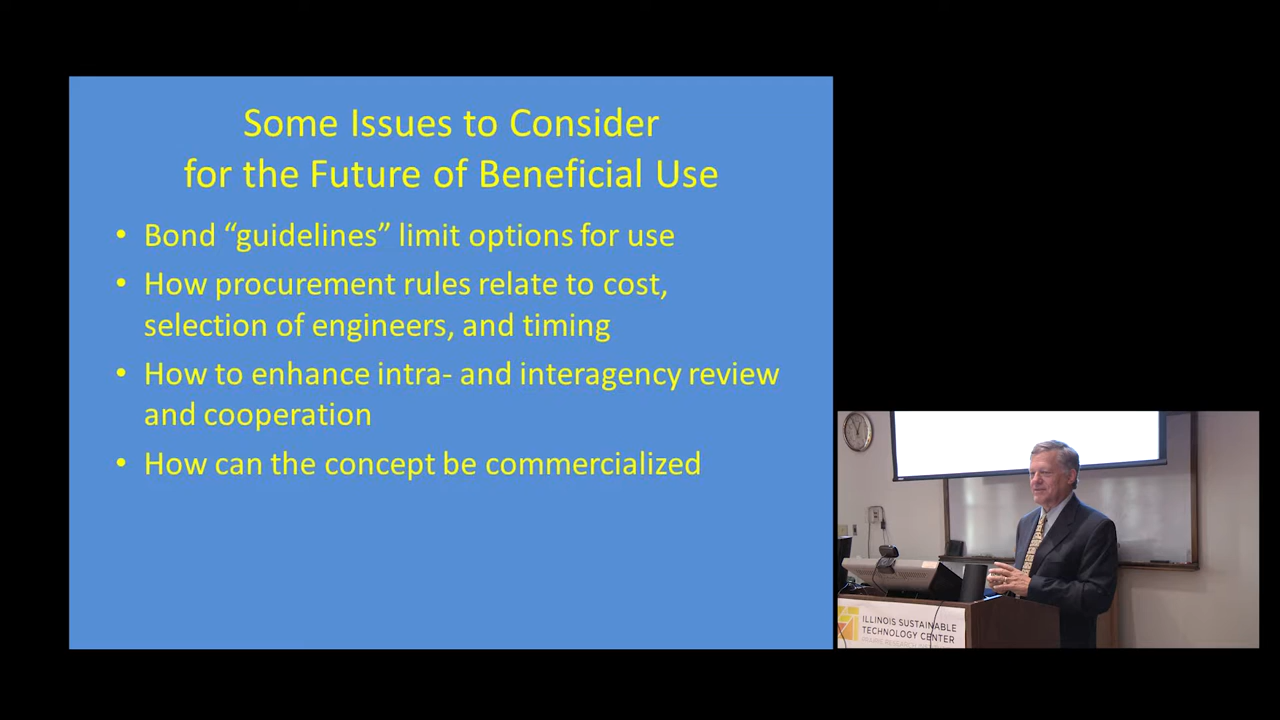 Some Issues to Consider
for the Future of Beneficial Use
• Bond “guidelines” limit options for use
• How procurement rules relate to cost,
selection of engineers, and timing
• How to enhance intra- and interagency review
and cooperation
• How can the concept be commercialized
ILLINOIS SUSTAINABLE
TECHNOLOGY CENTER